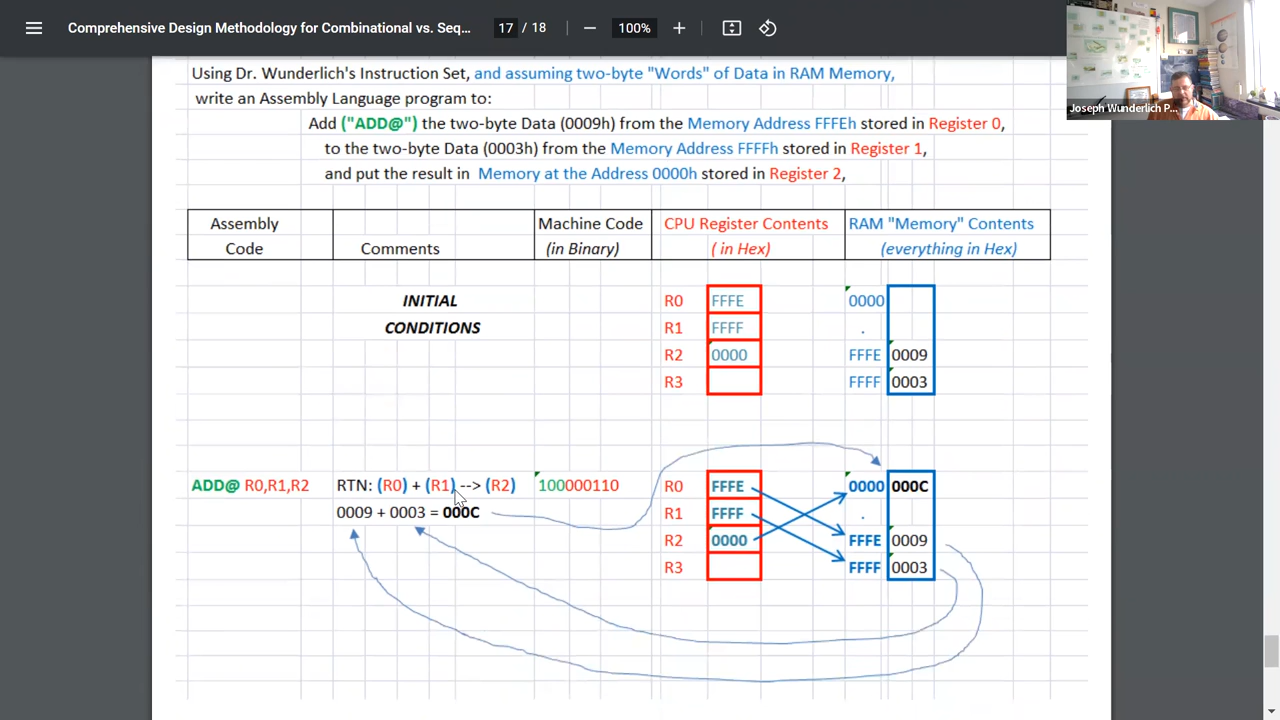 Comprehensive Design Methodology for Combinational vs. Seq... 17 / 18 100%
Joseph Wunderlich P...
Using Dr. Wunderlich's Instruction Set, and assuming two-byte "Words" of Data in RAM Memory,
write an Assembly Language program to:
Add ("ADD@") the two-byte Data (0009h) from the Memory Address FFFEh stored in Register 0,
to the two-byte Data (0003h) from the Memory Address FFFFh stored in Register 1,
and put the result in Memory at the Address 0000h stored in Register 2,
Assembly Machine Code CPU Register Contents RAM "Memory" Contents
Code Comments (in Binary) ( in Hex) (everything in Hex)
INITIAL R0 FFFE 0000
CONDITIONS R1 FFFF .
R2 0000 FFFE 0009
R3 FFFF 0003
ADD@ R0,R1,R2 RTN: (R0) + (R1) --> (R2) 100000110 R0 FFFE 0000 000C
0009 + 0003 = 000C R1 FFFF .
R2 0000 FFFE 0009
R3 FFFF 0003